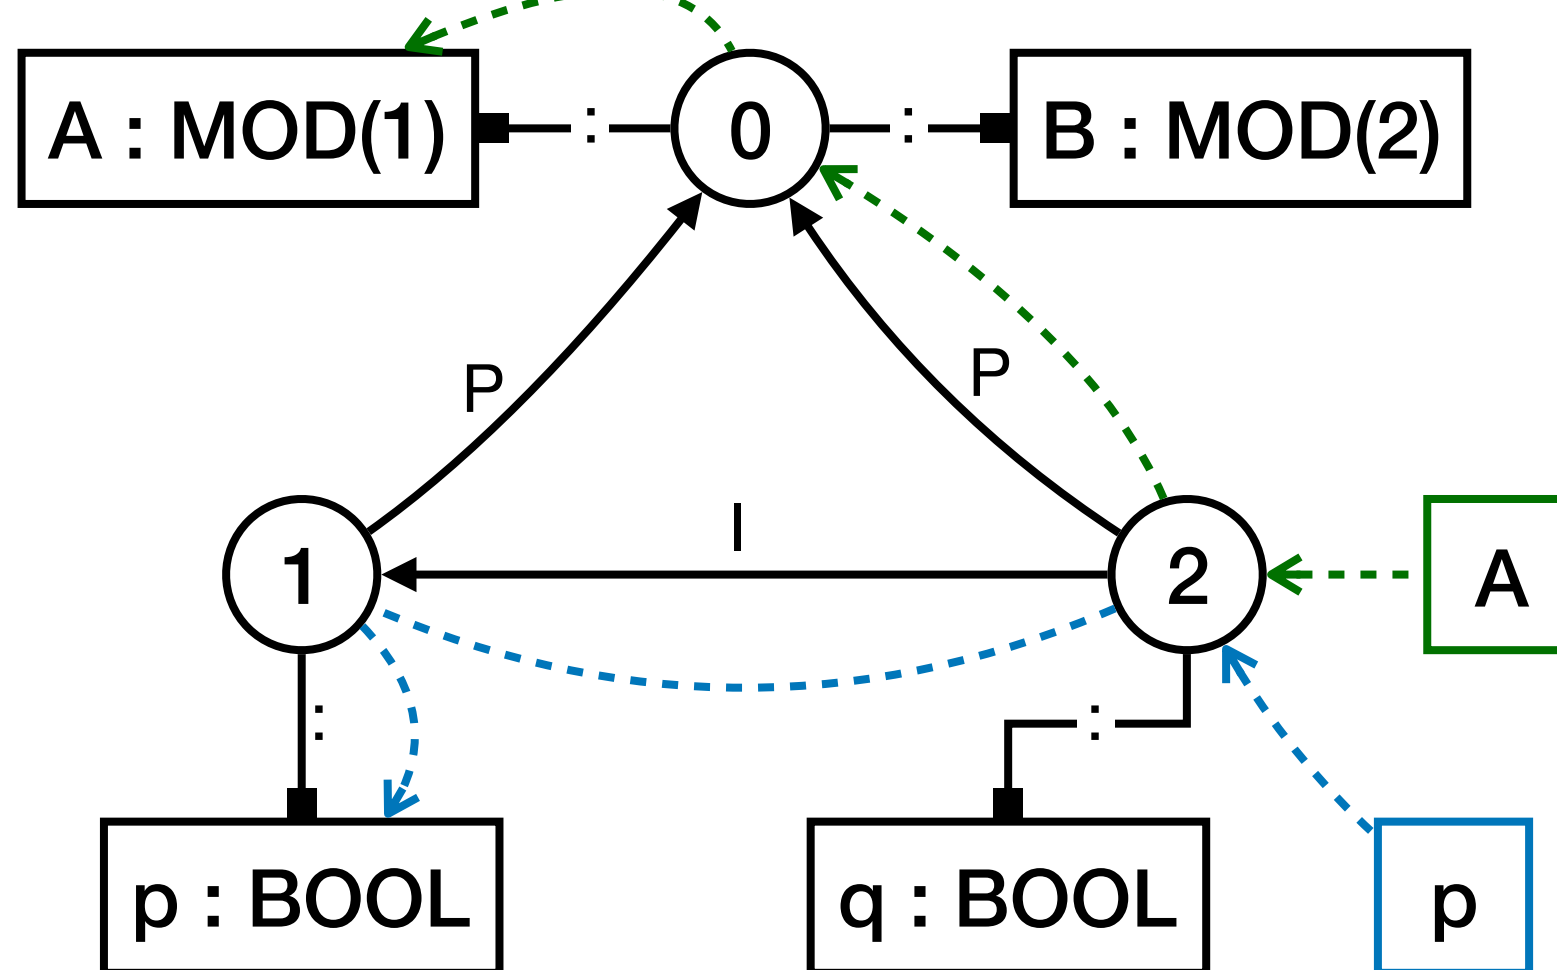 A : MOD(1)
:
0
:
B : MOD(2)
P
P
I
1
2
A
:
:
p : BOOL
q : BOOL
p